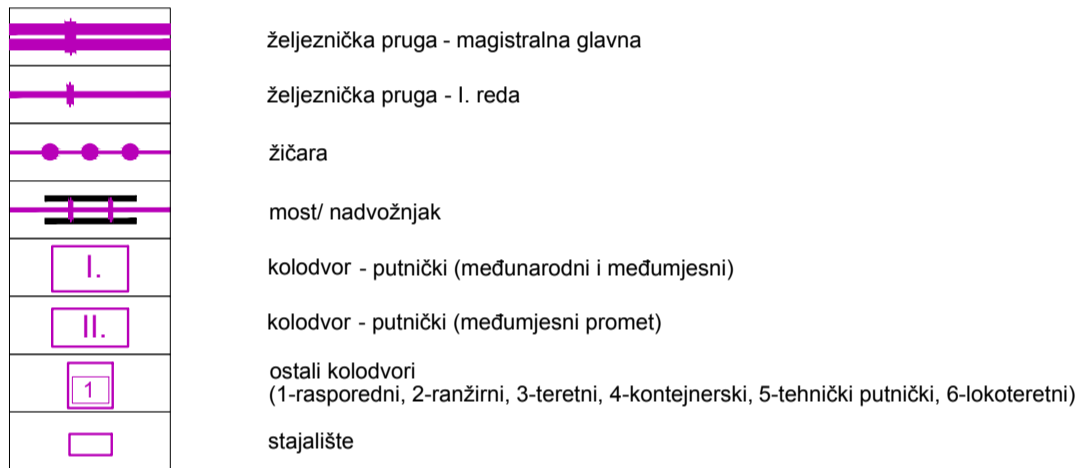 željeznička pruga - magistralna glavna
željeznička pruga - I. reda
žičara
most/ nadvožnjak
I. kolodvor - putnički (međunarodni i međumjesni)
II. kolodvor - putnički (međumjesni promet)
ostali kolodvori
1 (1-rasporedni, 2-ranžirni, 3-teretni, 4-kontejnerski, 5-tehnički putnički, 6-lokoteretni)
stajalište